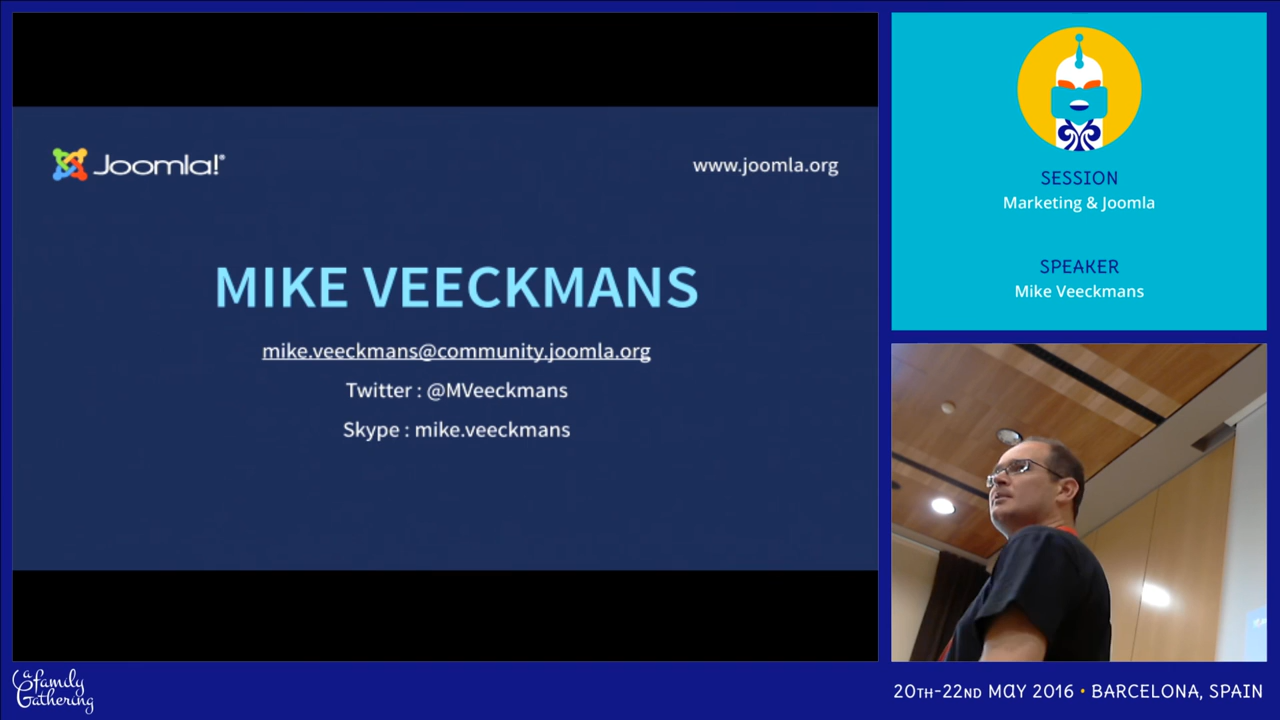 Joomla!®
www.joomla.org
MIKE VEECKMANS
mike.veeckmans@community.joomla.org
Twitter : @MVeeckmans
Skype : mike.veeckmans
SESSION
Marketing & Joomla
SPEAKER
Mike Veeckmans
a family
Gathering
20TH-22ND MAY 2016 • BARCELONA, SPAIN